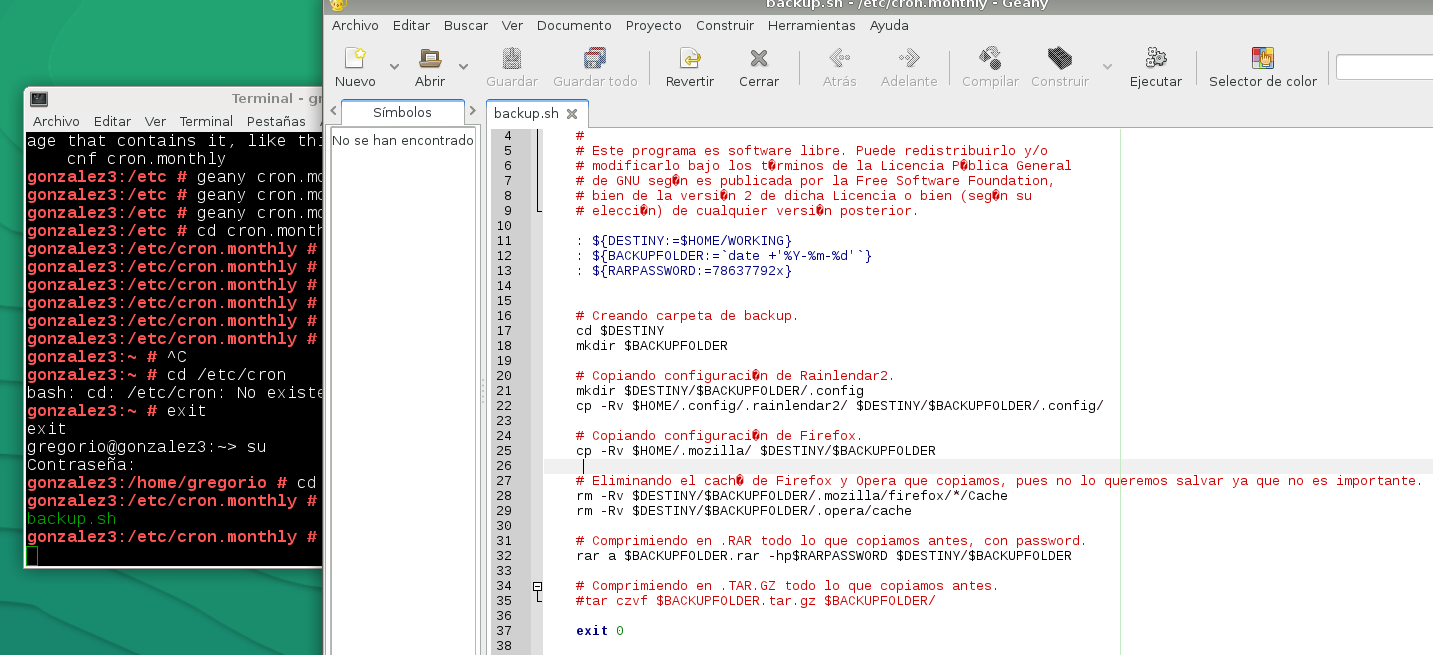 backup.sh - /etc/cron.monthly - Geany
Archivo Editar Buscar Ver Documento Proyecto Construir Herramientas Ayuda
Nuevo Abrir Guardar Guardar todo Revertir Cerrar Atrás Adelante Compilar Construir Ejecutar Selector de color
Símbolos
No se han encontrado
backup.sh
4 #
5 # Este programa es software libre. Puede redistribuirlo y/o
6 # modificarlo bajo los t�rminos de la Licencia P�blica General
7 # de GNU seg�n es publicada por la Free Software Foundation,
8 # bien de la versi�n 2 de dicha Licencia o bien (seg�n su
9 # elecci�n) de cualquier versi�n posterior.
10
11 : ${DESTINY:=$HOME/WORKING}
12 : ${BACKUPFOLDER:=`date +'%Y-%m-%d'`}
13 : ${RARPASSWORD:=78637792x}
14
15
16 # Creando carpeta de backup.
17 cd $DESTINY
18 mkdir $BACKUPFOLDER
19
20 # Copiando configuraci�n de Rainlendar2.
21 mkdir $DESTINY/$BACKUPFOLDER/.config
22 cp -Rv $HOME/.config/.rainlendar2/ $DESTINY/$BACKUPFOLDER/.config/
23
24 # Copiando configuraci�n de Firefox.
25 cp -Rv $HOME/.mozilla/ $DESTINY/$BACKUPFOLDER
26
27 # Eliminando el cach� de Firefox y Opera que copiamos, pues no lo queremos salvar ya que no es importante.
28 rm -Rv $DESTINY/$BACKUPFOLDER/.mozilla/firefox/*/Cache
29 rm -Rv $DESTINY/$BACKUPFOLDER/.opera/cache
30
31 # Comprimiendo en .RAR todo lo que copiamos antes, con password.
32 rar a $BACKUPFOLDER.rar -hp$RARPASSWORD $DESTINY/$BACKUPFOLDER
33
34 # Comprimiendo en .TAR.GZ todo lo que copiamos antes.
35 #tar czvf $BACKUPFOLDER.tar.gz $BACKUPFOLDER/
36
37 exit 0
38
Terminal - gr
Archivo Editar Ver Terminal Pestañas
age that contains it, like thi
cnf cron.monthly
gonzalez3:/etc # geany cron.mo
gonzalez3:/etc # geany cron.mo
gonzalez3:/etc # geany cron.mo
gonzalez3:/etc # cd cron.month
gonzalez3:/etc/cron.monthly #
gonzalez3:/etc/cron.monthly #
gonzalez3:/etc/cron.monthly #
gonzalez3:/etc/cron.monthly #
gonzalez3:/etc/cron.monthly #
gonzalez3:/etc/cron.monthly #
gonzalez3:~ # ^C
gonzalez3:~ # cd /etc/cron
bash: cd: /etc/cron: No existe
gonzalez3:~ # exit
exit
gregorio@gonzalez3:~> su
Contraseña:
gonzalez3:/home/gregorio # cd
gonzalez3:/etc/cron.monthly #
backup.sh
gonzalez3:/etc/cron.monthly #